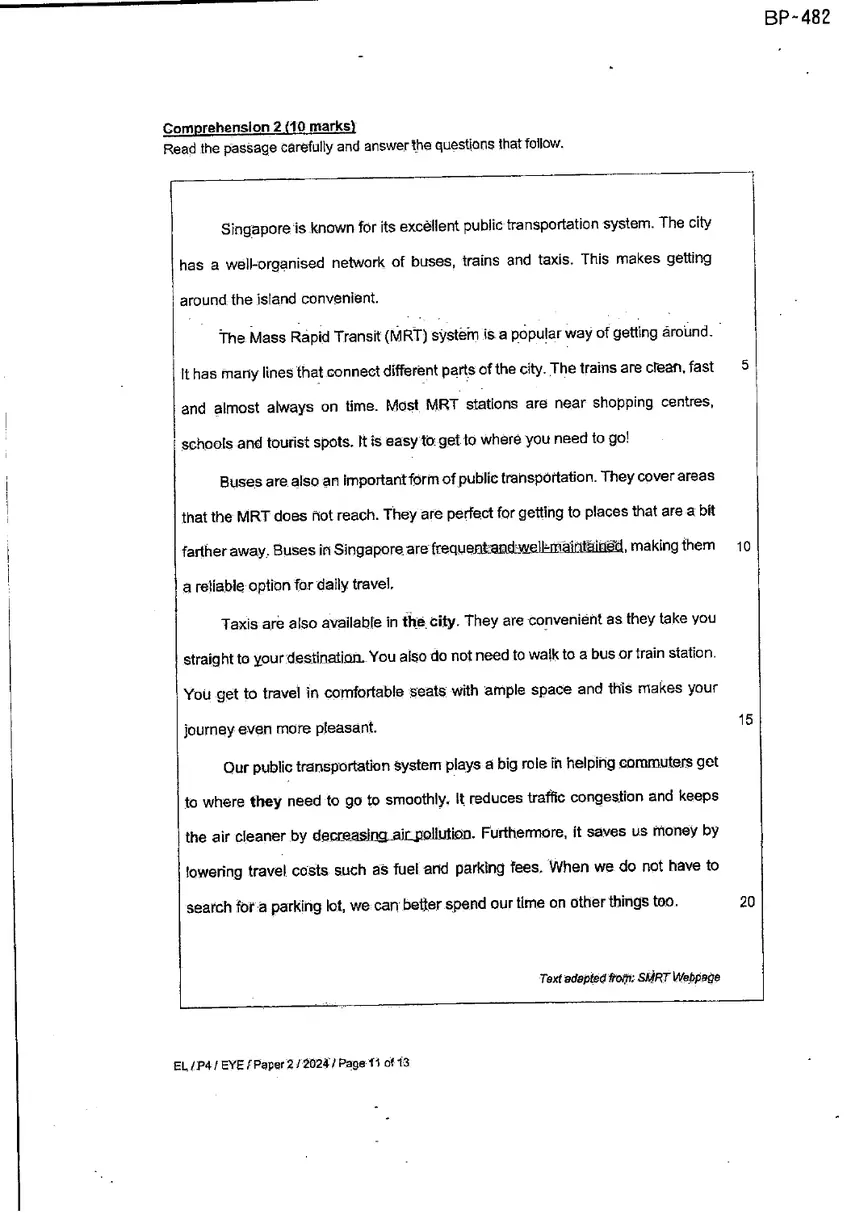 BP-482
Comprehension 2 (10 marks)
Read the passage carefully and answer the questions that follow.
Singapore is known for its excellent public transportation system. The city
has a well-organised network of buses, trains and taxis. This makes getting
around the island convenient.
The Mass Rapid Transit (MRT) system is a popular way of getting around.
It has many lines that connect different parts of the city. The trains are clean, fast 5
and almost always on time. Most MRT stations are near shopping centres,
schools and tourist spots. It is easy to get to where you need to go!
Buses are also an important form of public transportation. They cover areas
that the MRT does not reach. They are perfect for getting to places that are a bit
farther away. Buses in Singapore are frequent and well-maintained, making them 10
a reliable option for daily travel.
Taxis are also available in the city. They are convenient as they take you
straight to your destination. You also do not need to walk to a bus or train station.
You get to travel in comfortable seats with ample space and this makes your
journey even more pleasant. 15
Our public transportation system plays a big role in helping commuters get
to where they need to go to smoothly. It reduces traffic congestion and keeps
the air cleaner by decreasing air pollution. Furthermore, it saves us money by
lowering travel costs such as fuel and parking fees. When we do not have to
search for a parking lot, we can better spend our time on other things too. 20
Text adapted from: SMRT Webpage
EL / P4 / EYE / Paper 2 / 2024 / Page 11 of 13